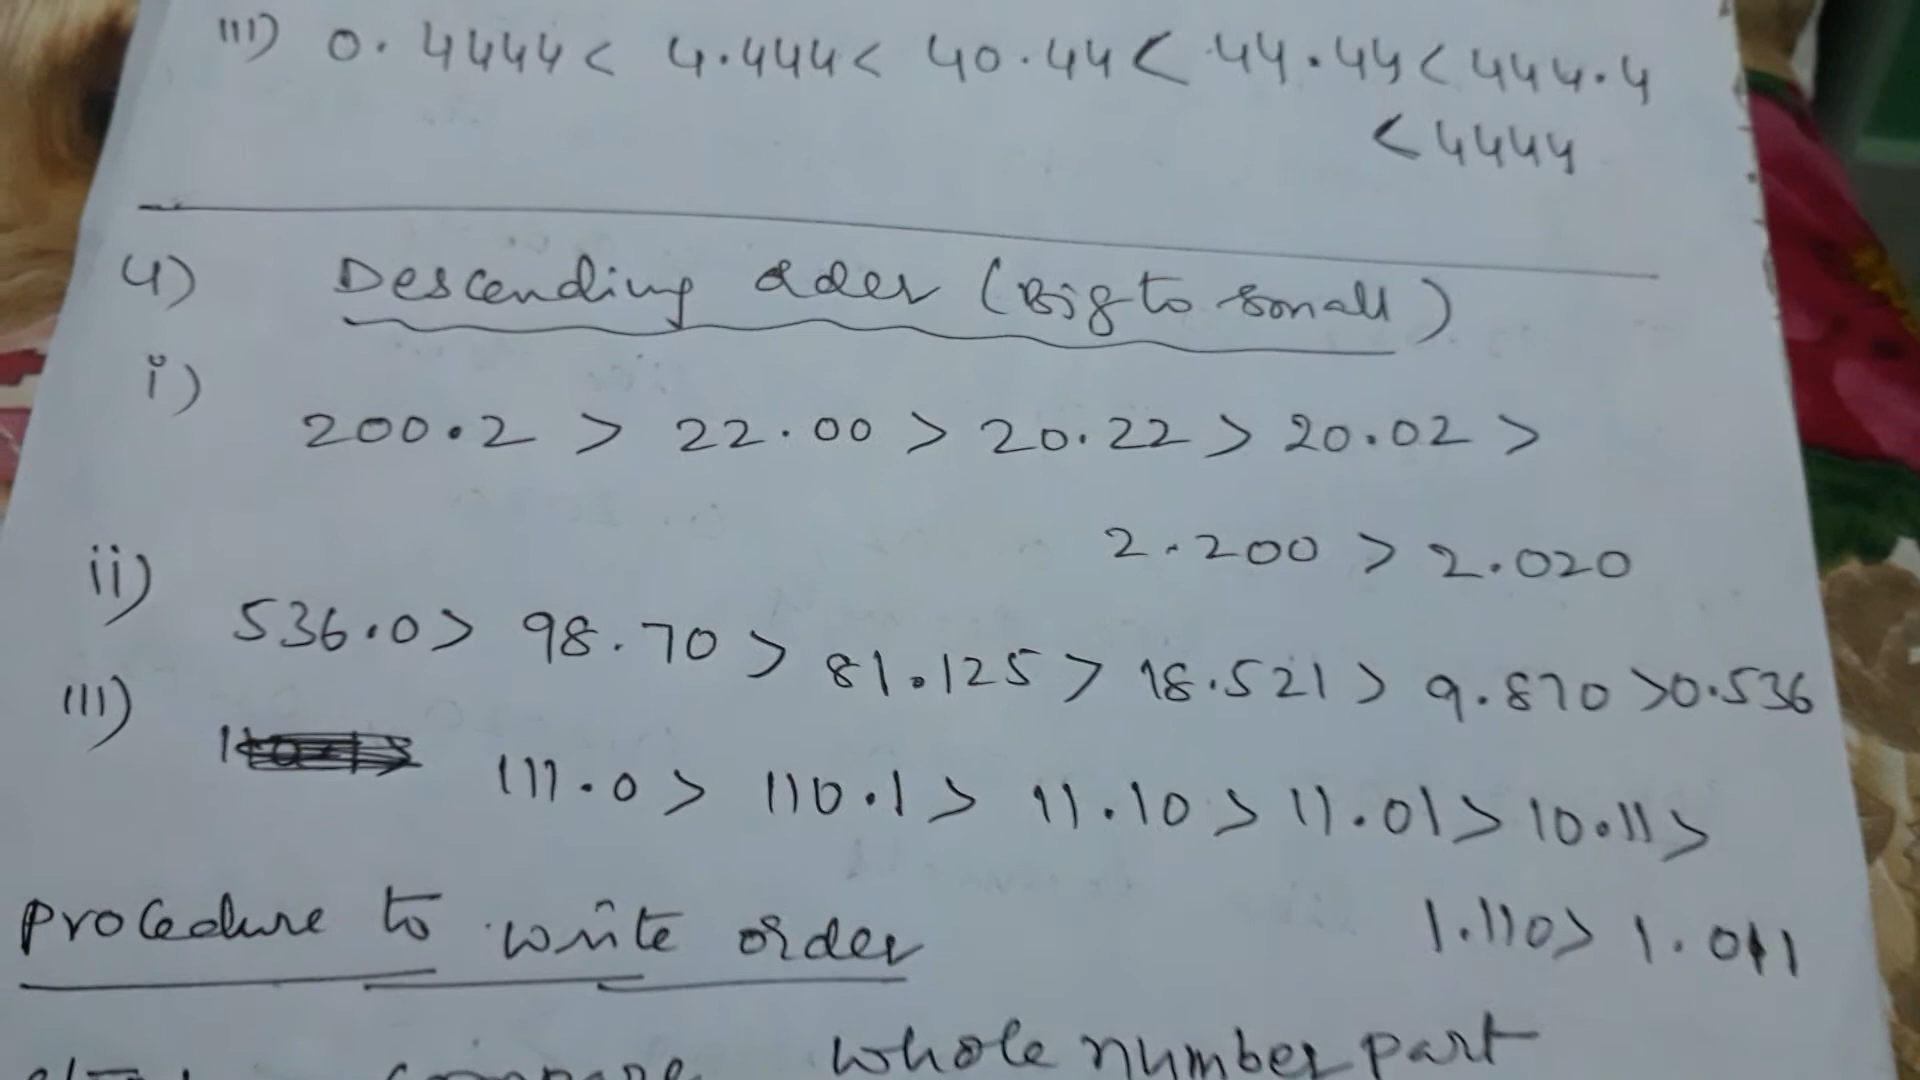 III) 0.4444 < 4.444 < 40.44 < 44.44 < 444.4
< 4444
4) Descending order (Big to small)
i)
200.2 > 22.00 > 20.22 > 20.02 >
2.200 > 2.020
ii)
536.0 > 98.70 > 81.125 > 18.521 > 9.870 > 0.536
III)
111.0 > 110.1 > 11.10 > 11.01 > 10.11 >
1.110 > 1.011
procedure to write order
compare whole number part